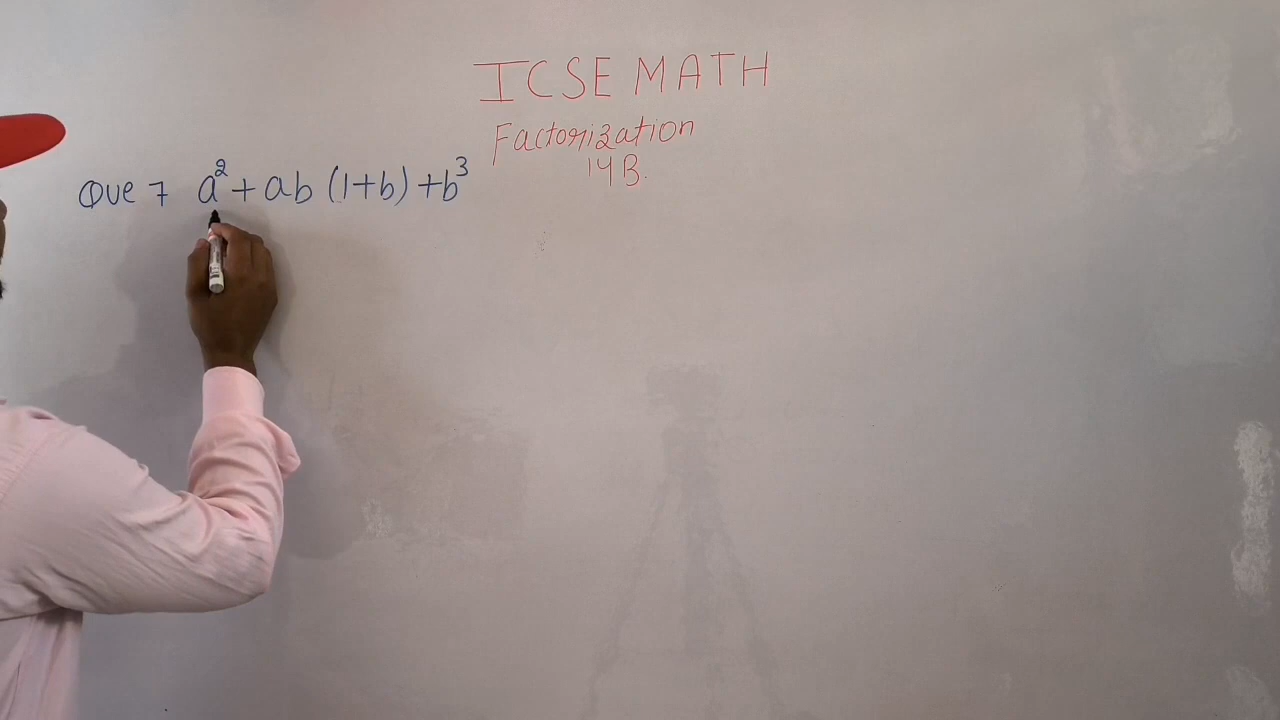 ICSE MATH
Factorization
14B.
Que 7 a² + ab (1+b) + b³